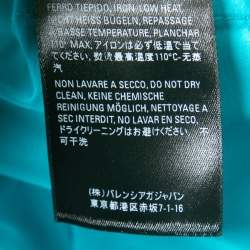 FERRO TIEPIDO, IRON LOW HEAT,
NICHT HEISS BÜGELN, REPASSAGE
BASSE TEMPERATURE, PLANCHAR
110° MAX, アイロンは必ず低温で当て
てください。熨烫最高温度110°C-无蒸
汽
NON LAVARE A SECCO, DO NOT DRY
CLEAN, KEINE CHEMISCHE
REINIGUNG MÖGLICH, NETTOYAGE A
SEC INTERDIT, NO LAVAR EN SECO,
ドライクリーニングはお避けください 不
可干洗
(株)バレンシアガジャパン
東京都港区赤坂7-1-16